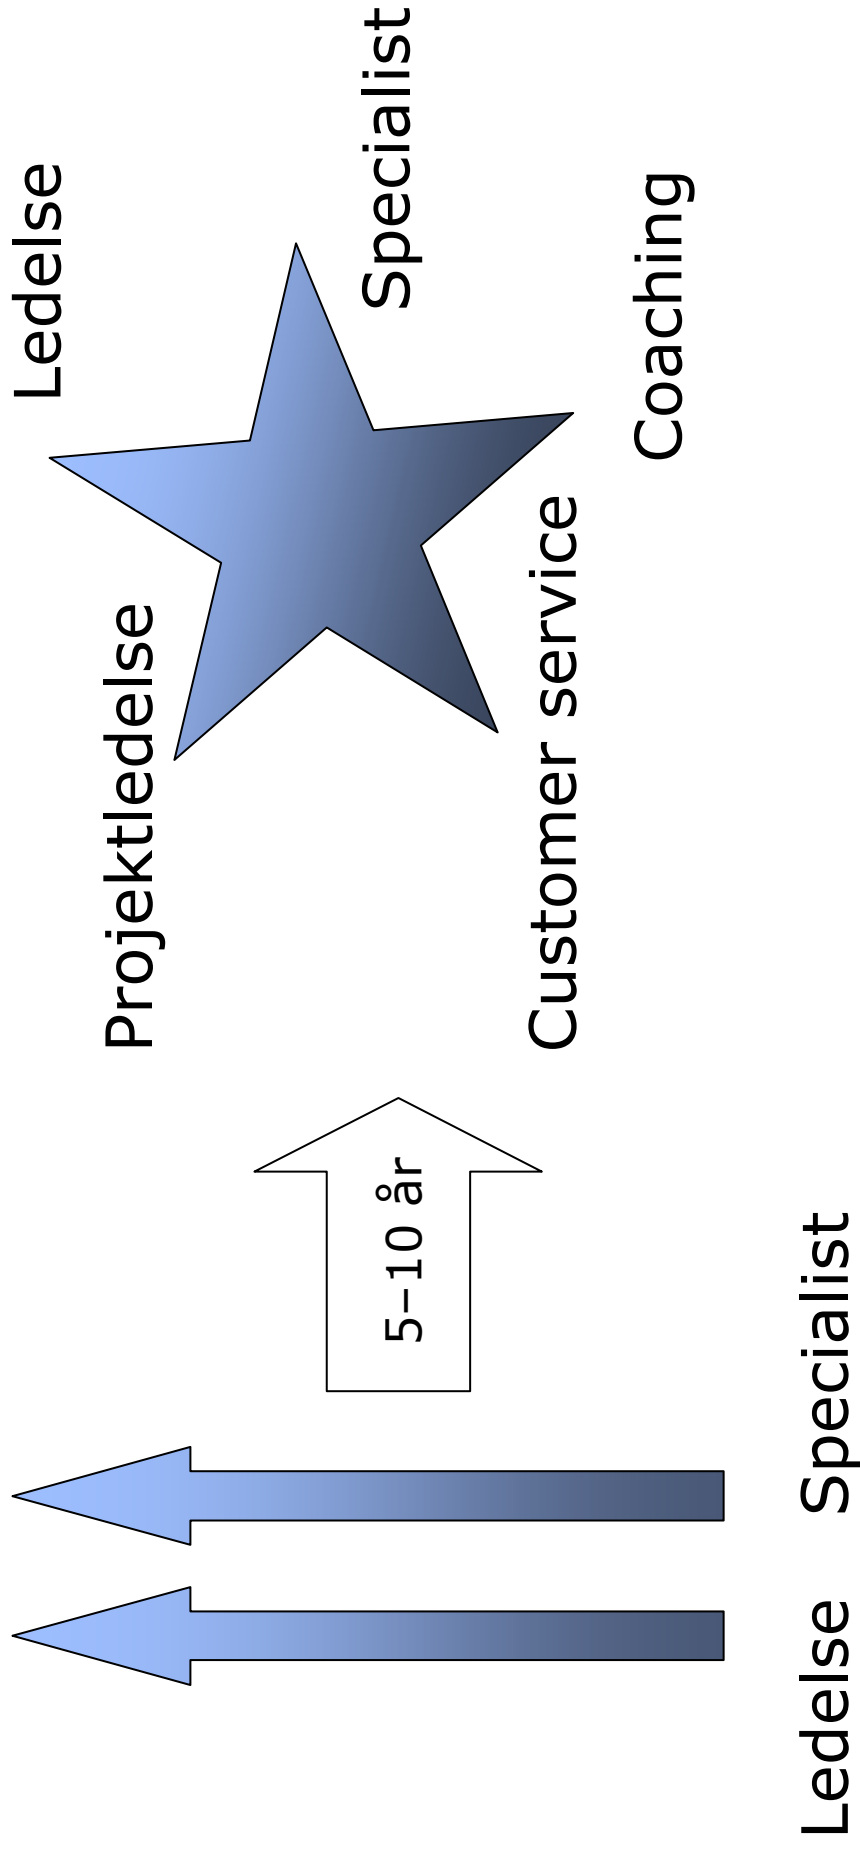 Ledelse
Specialist
5–10 år
Projektledelse
Ledelse
Specialist
Customer service
Coaching